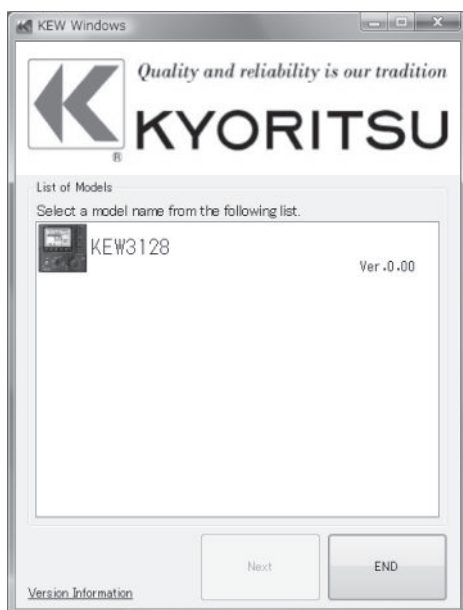 KEW Windows
Quality and reliability is our tradition
KYORITSU
®
List of Models
Select a model name from the following list.
KEW3128
Ver.0.00
Next
END
Version Information